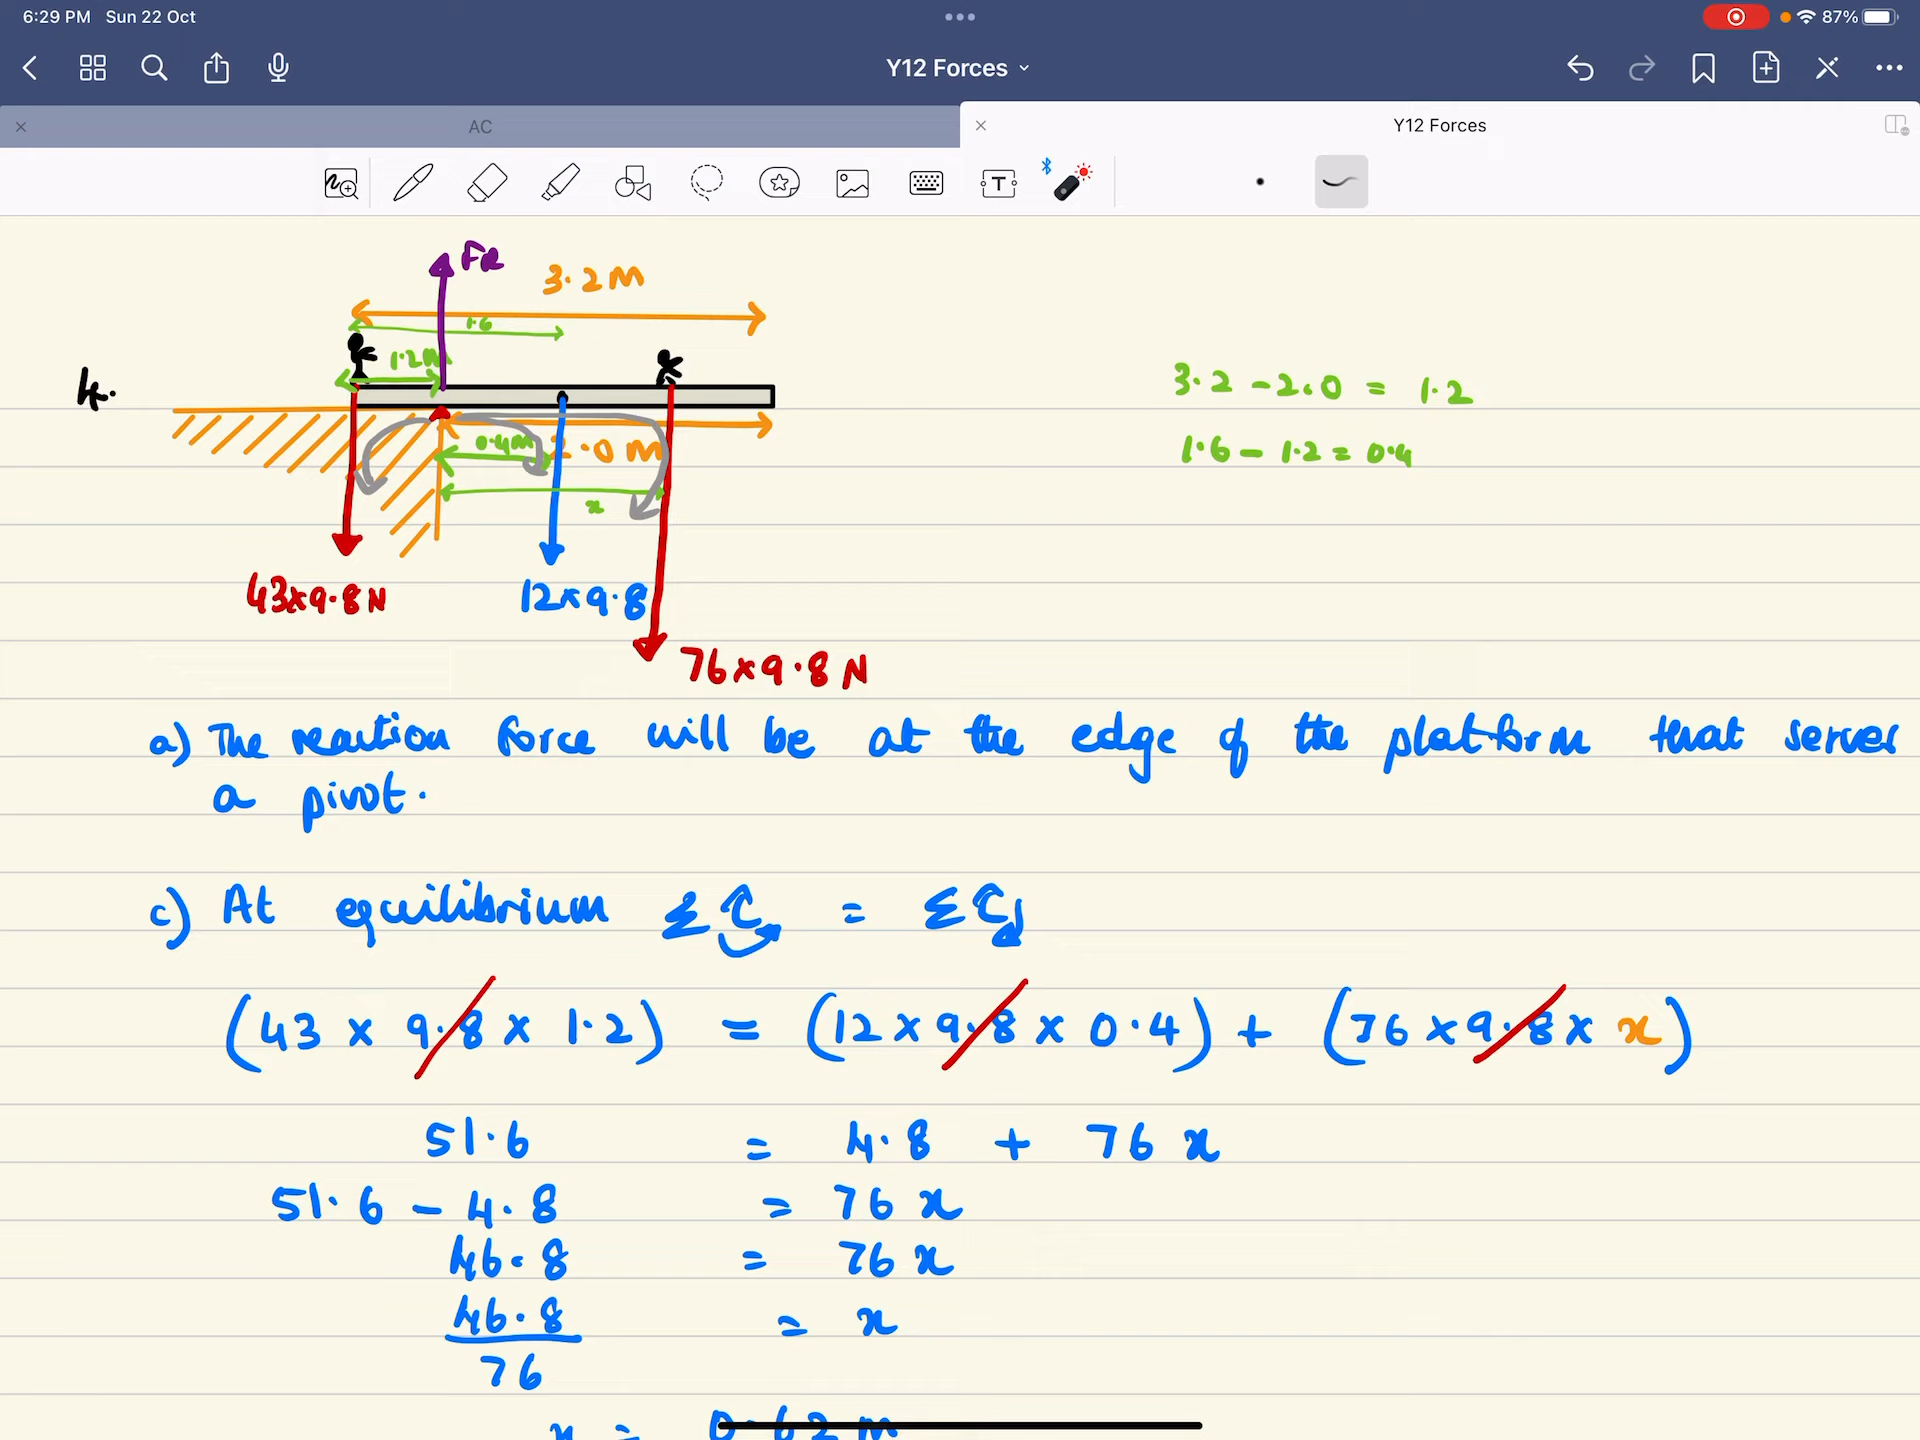 6:29 PM Sun 22 Oct
87%
Y12 Forces
AC
Y12 Forces
T
FR
3.2 M
1.6
1.2M
4.
3.2 - 2.0 = 1.2
0.4M
2.0 M
1.6 - 1.2 = 0.4
x
43x9.8 N
12x9.8
76x9.8 N
a) The reaction force will be at the edge of the platform that serves
a pivot.
c) At equilibrium Σ τ = Σ τ
(43 x 9.8 x 1.2) = (12 x 9.8 x 0.4) + (76 x 9.8 x x)
51.6 = 4.8 + 76 x
51.6 - 4.8 = 76 x
46.8 = 76 x
46.8 = x
76
x = 0.62 m